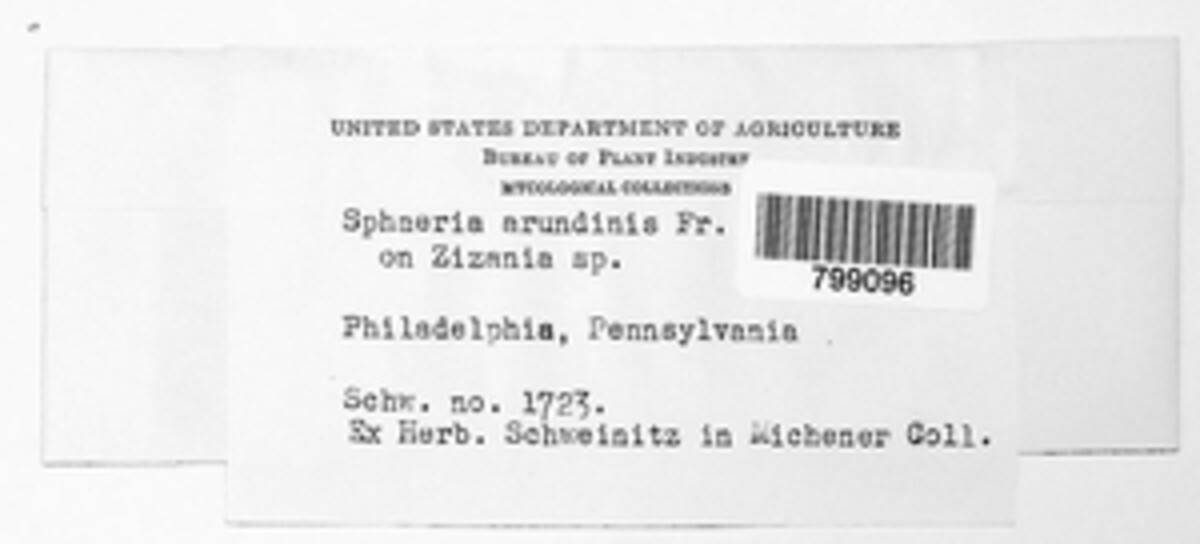 UNITED STATES DEPARTMENT OF AGRICULTURE
BUREAU OF PLANT INDUSTR
MYCOLOGICAL COLLECTIONS
Sphaeria arundinis Fr.
on Zizania sp.
799096
Philadelphia, Pennsylvania
Schw. no. 1723.
Ex Herb. Schweinitz in Michener Coll.